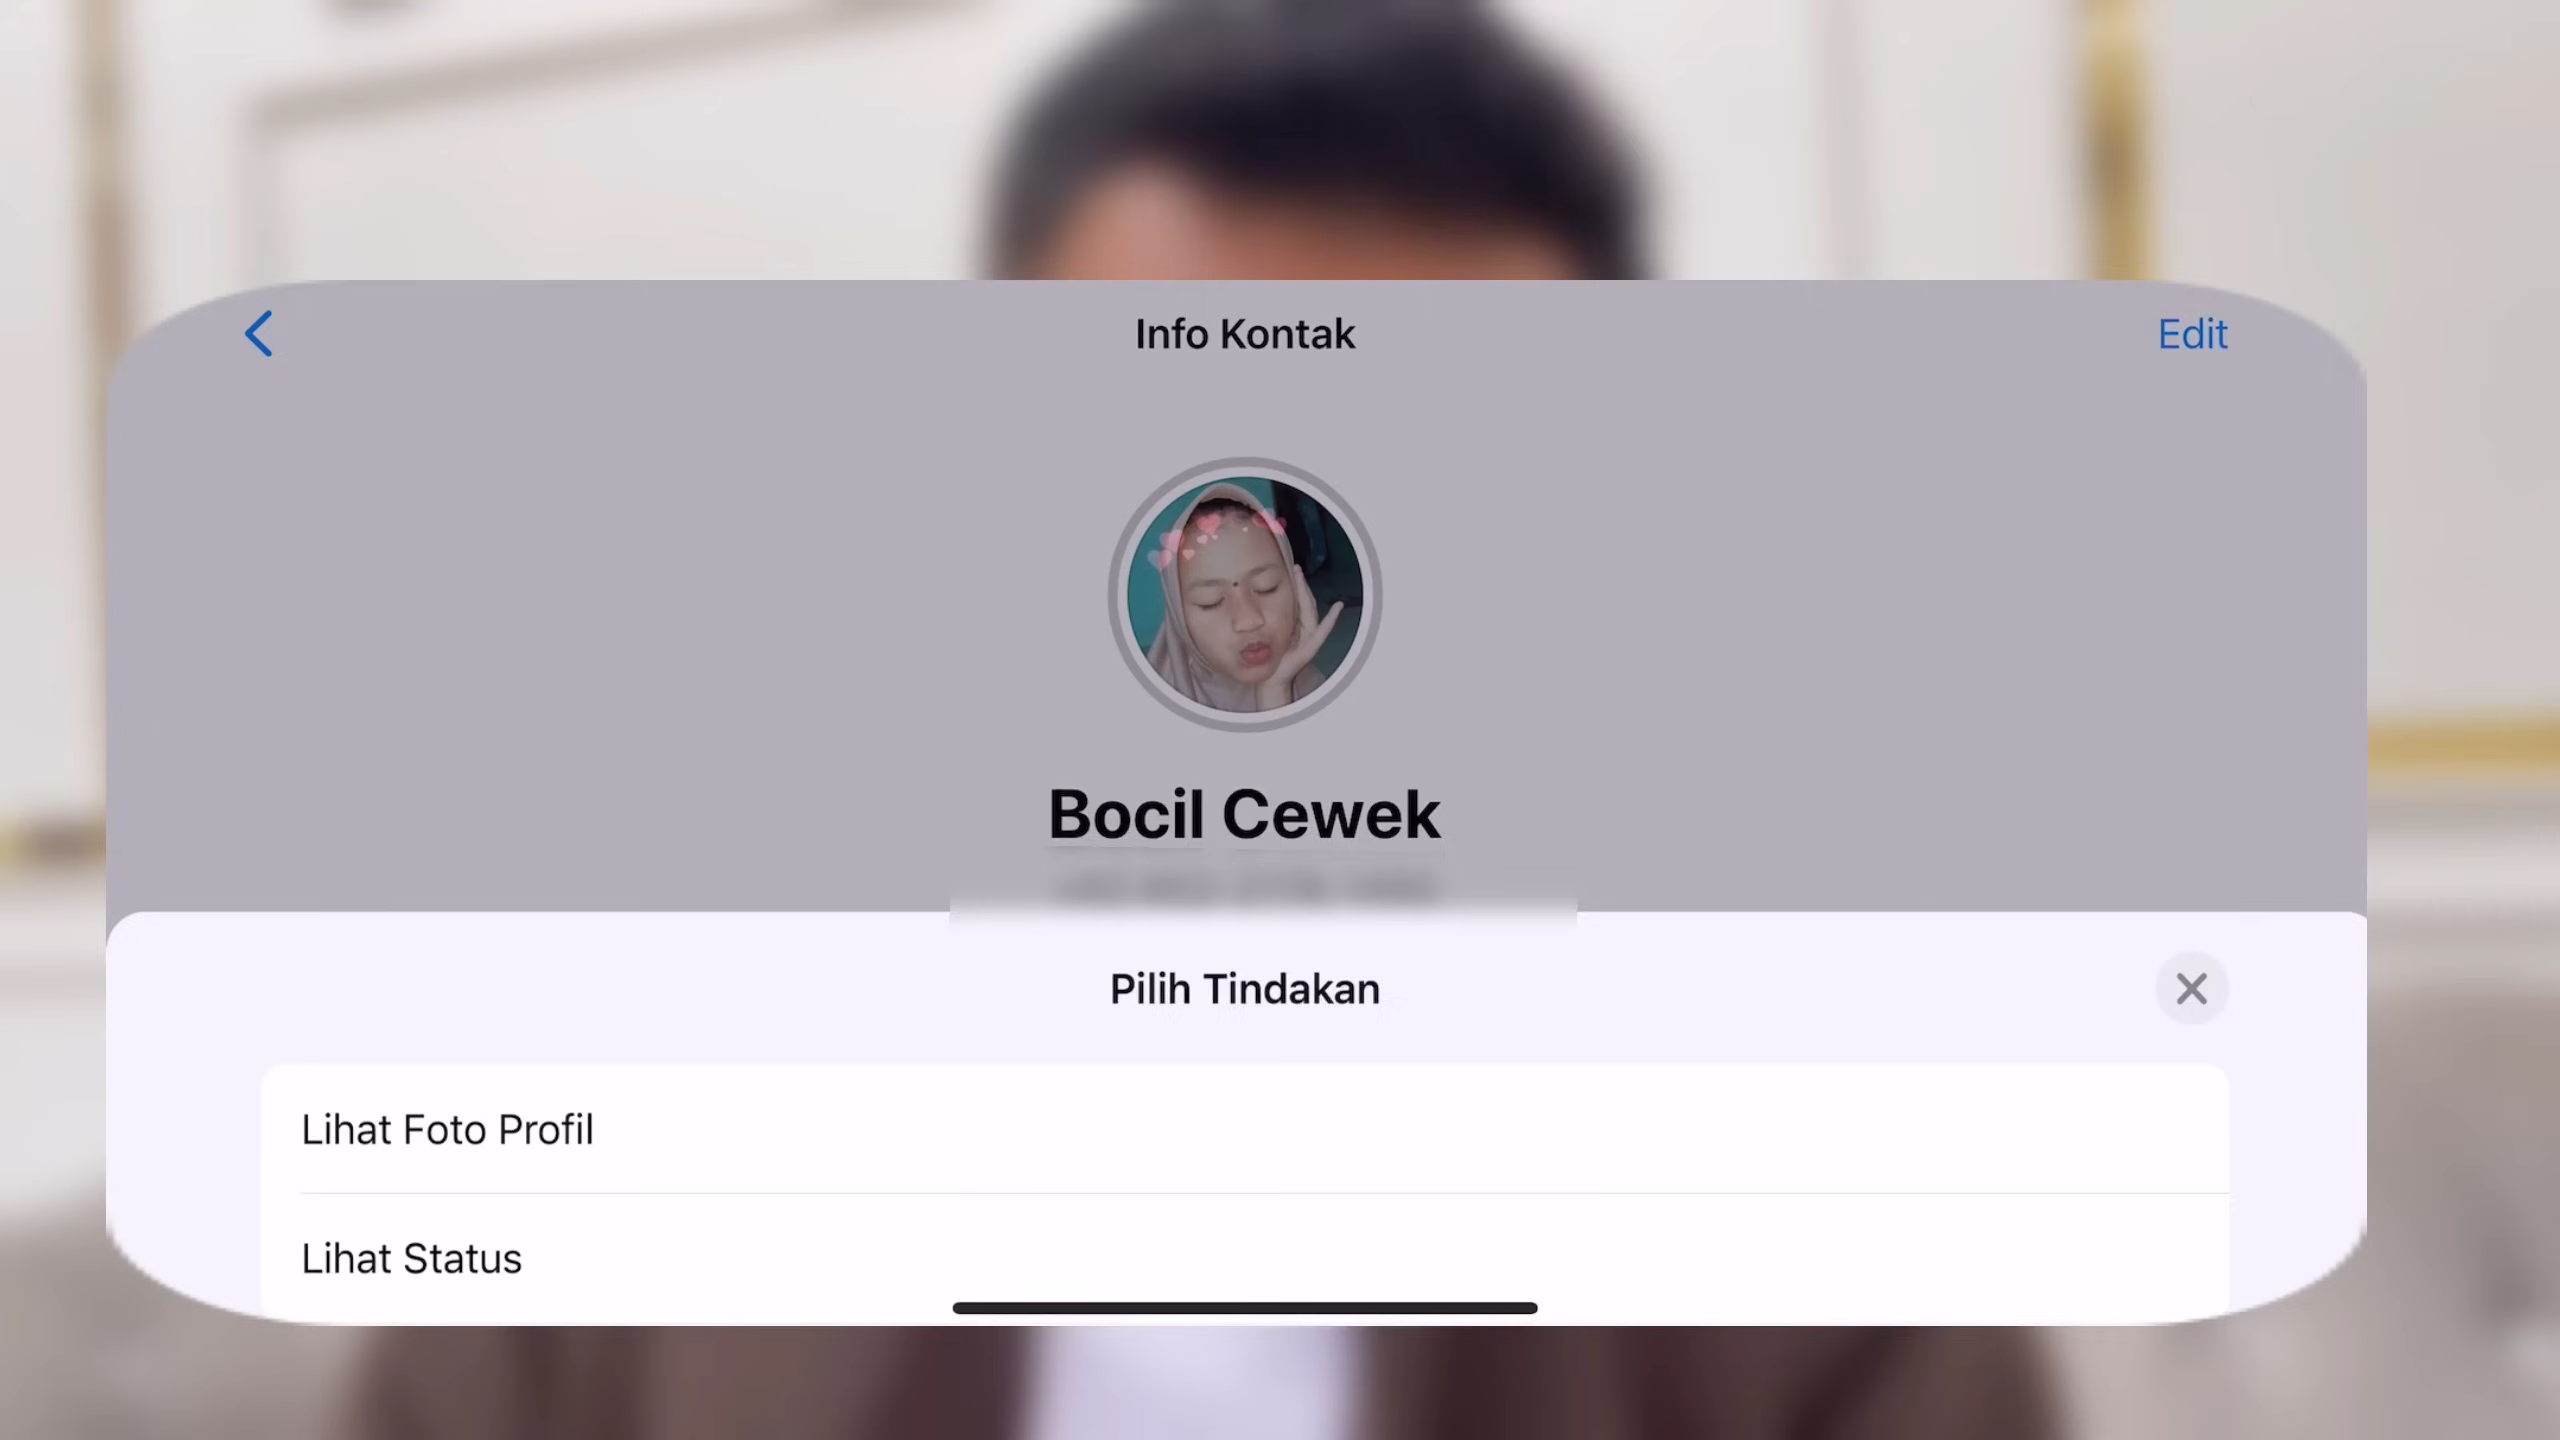 Info Kontak
Edit
Bocil Cewek
Pilih Tindakan
Lihat Foto Profil
Lihat Status